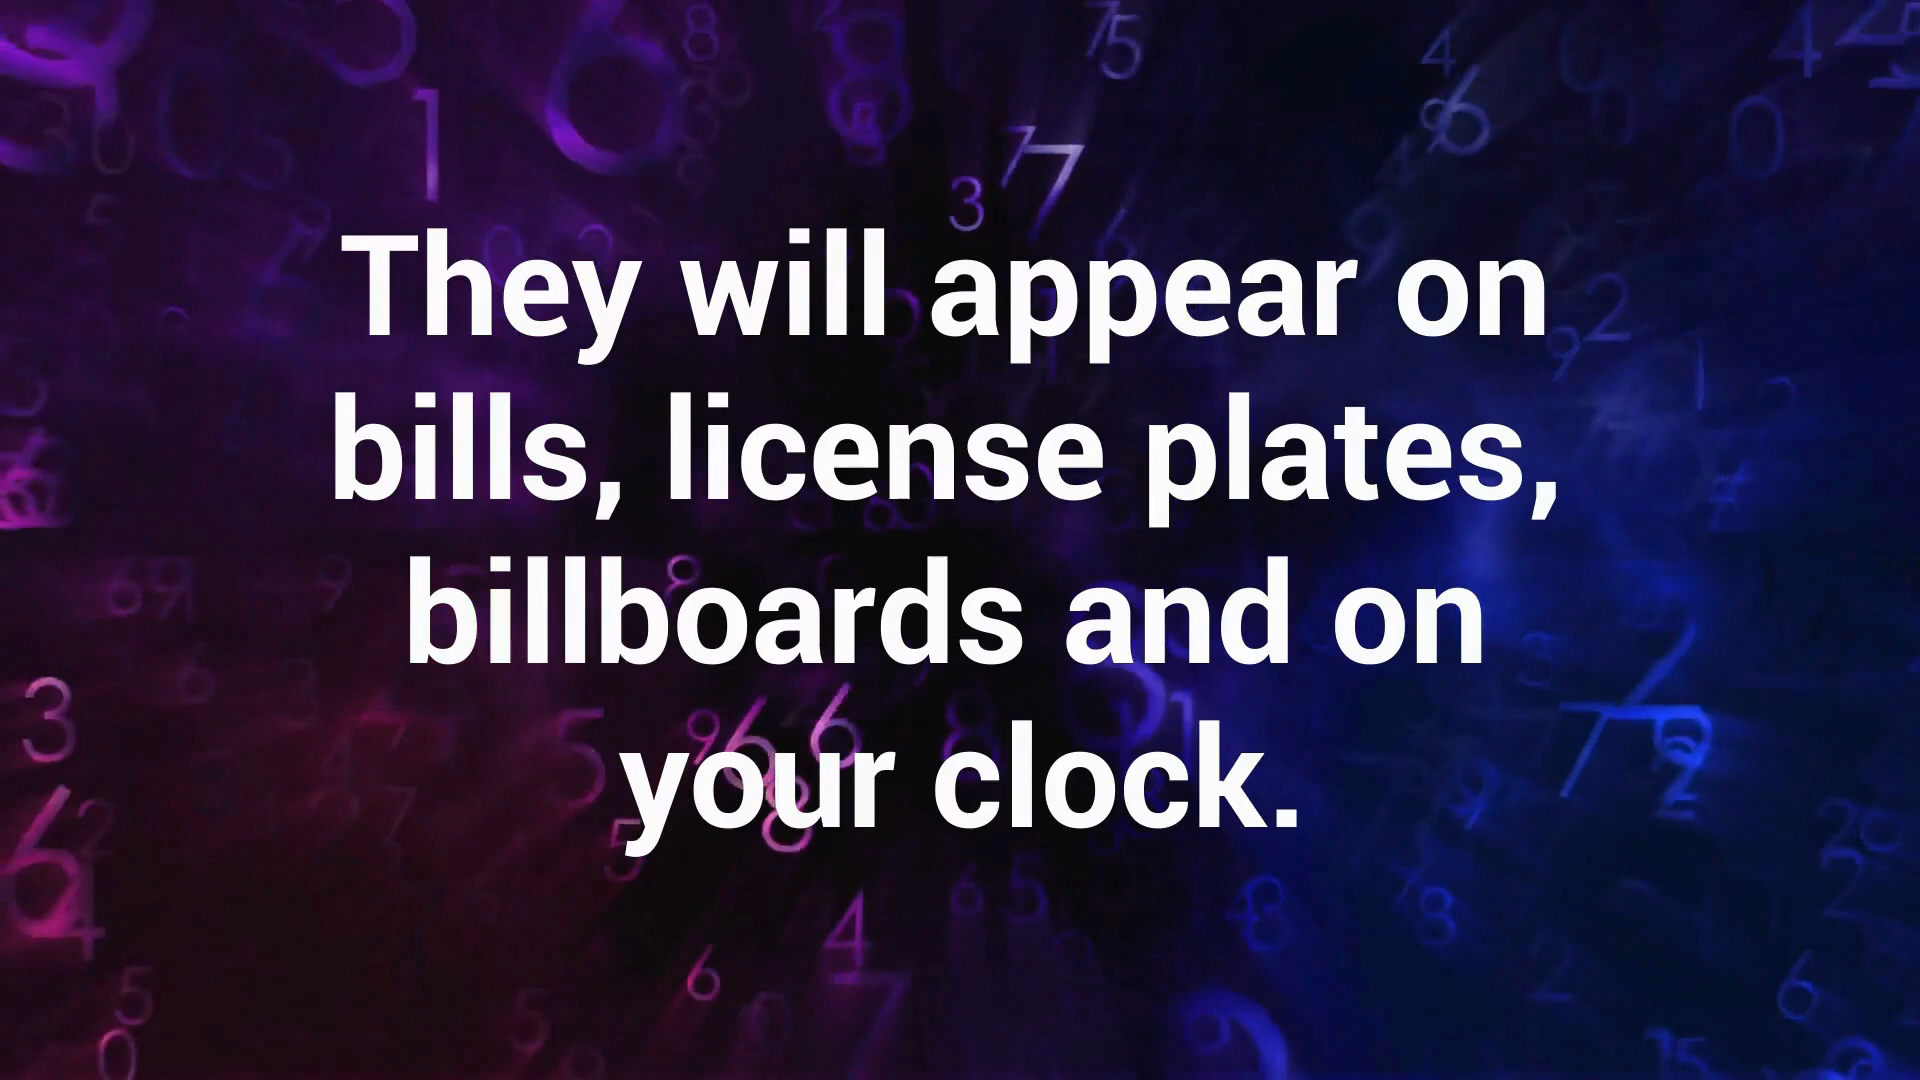 They will appear on
bills, license plates,
billboards and on
your clock.